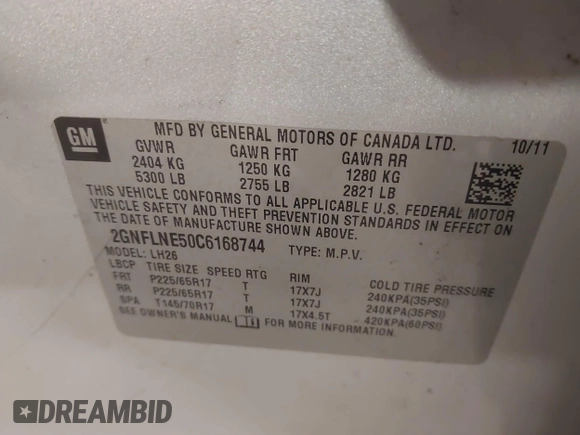 GM
MFD BY GENERAL MOTORS OF CANADA LTD.
10/11
GVWR GAWR FRT GAWR RR
2404 KG 1250 KG 1280 KG
5300 LB 2755 LB 2821 LB
THIS VEHICLE CONFORMS TO ALL APPLICABLE U.S. FEDERAL MOTOR
VEHICLE SAFETY AND THEFT PREVENTION STANDARDS IN EFFECT ON
THE DATE OF MANUFACTURE SHOWN ABOVE.
2GNFLNE50C6168744 TYPE: M.P.V.
MODEL: LH26
LBCP TIRE SIZE SPEED RTG RIM COLD TIRE PRESSURE
FRT P225/65R17 T 17X7J 240KPA(35PSI)
RR P225/65R17 T 17X7J 240KPA(35PSI)
SPA T145/70R17 M 17X4.5T 420KPA(60PSI)
SEE OWNER'S MANUAL FOR MORE INFORMATION.
DREAMBID